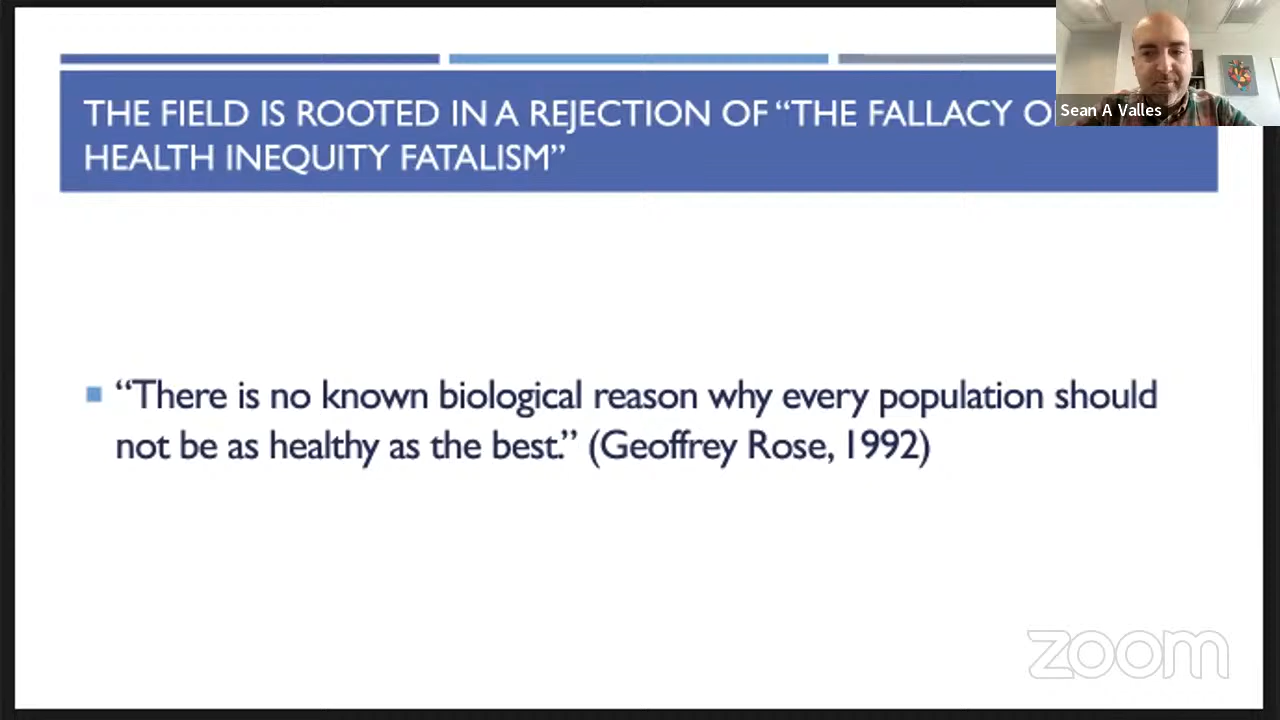 THE FIELD IS ROOTED IN A REJECTION OF “THE FALLACY
HEALTH INEQUITY FATALISM”
Sean A Valles
“There is no known biological reason why every population should
not be as healthy as the best.” (Geoffrey Rose, 1992)
zoom